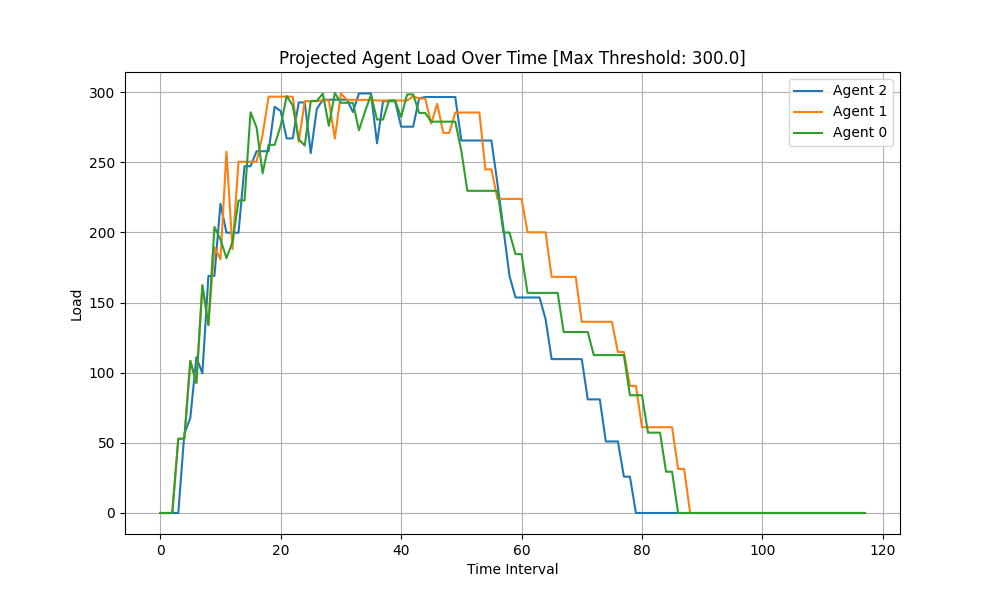 Projected Agent Load Over Time [Max Threshold: 300.0]
Agent 2
Agent 1
Agent 0
Load
300
250
200
150
100
50
0
0 20 40 60 80 100 120
Time Interval